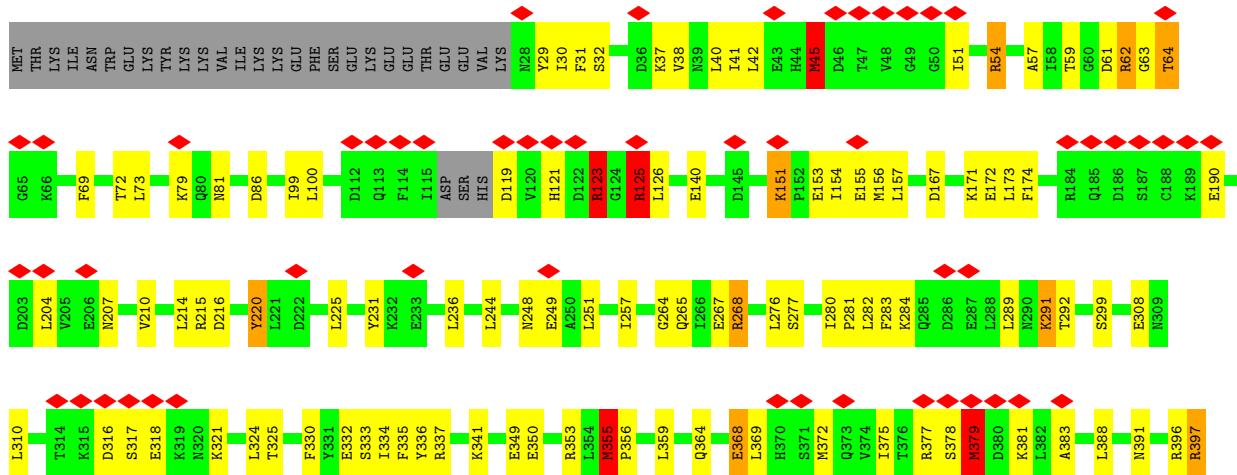 MET THR LYS ILE ASN TRP GLU LYS TYR LYS LYS VAL ILE LYS LYS GLU PHE SER GLU LYS GLU GLU THR GLU GLU VAL LYS N28 Y29 I30 F31 S32 D36 K37 V38 N39 L40 I41 L42 E43 H44 M45 D46 T47 V48 G49 G50 I51 R54 A57 I58 T59 G60 D61 R62 G63 T64
G65 K66 F69 T72 L73 K79 Q80 N81 D86 I99 L100 D112 Q113 F114 I115 ASP SER HIS D119 V120 H121 D122 R123 G124 R125 L126 E140 D145 K151 P152 E153 I154 E155 M156 L157 D167 K171 E172 L173 F174 R184 Q185 D186 S187 C188 K189 E190
D203 L204 V205 E206 N207 V210 L214 R215 D216 Y220 L221 D222 L225 Y231 K232 E233 L236 L244 N248 E249 A250 L251 I257 G264 Q265 I266 E267 R268 L276 S277 I280 P281 L282 F283 K284 Q285 D286 E287 L288 L289 N290 K291 T292 S299 E308 N309
L310 T314 K315 D316 S317 E318 K319 N320 K321 L324 T325 F330 Y331 E332 S333 I334 F335 Y336 R337 K341 E349 E350 R353 L354 M355 P356 L359 Q364 E368 L369 H370 S371 M372 Q373 V374 I375 T376 R377 S378 M379 D380 K381 L382 A383 L388 N391 R396 R397